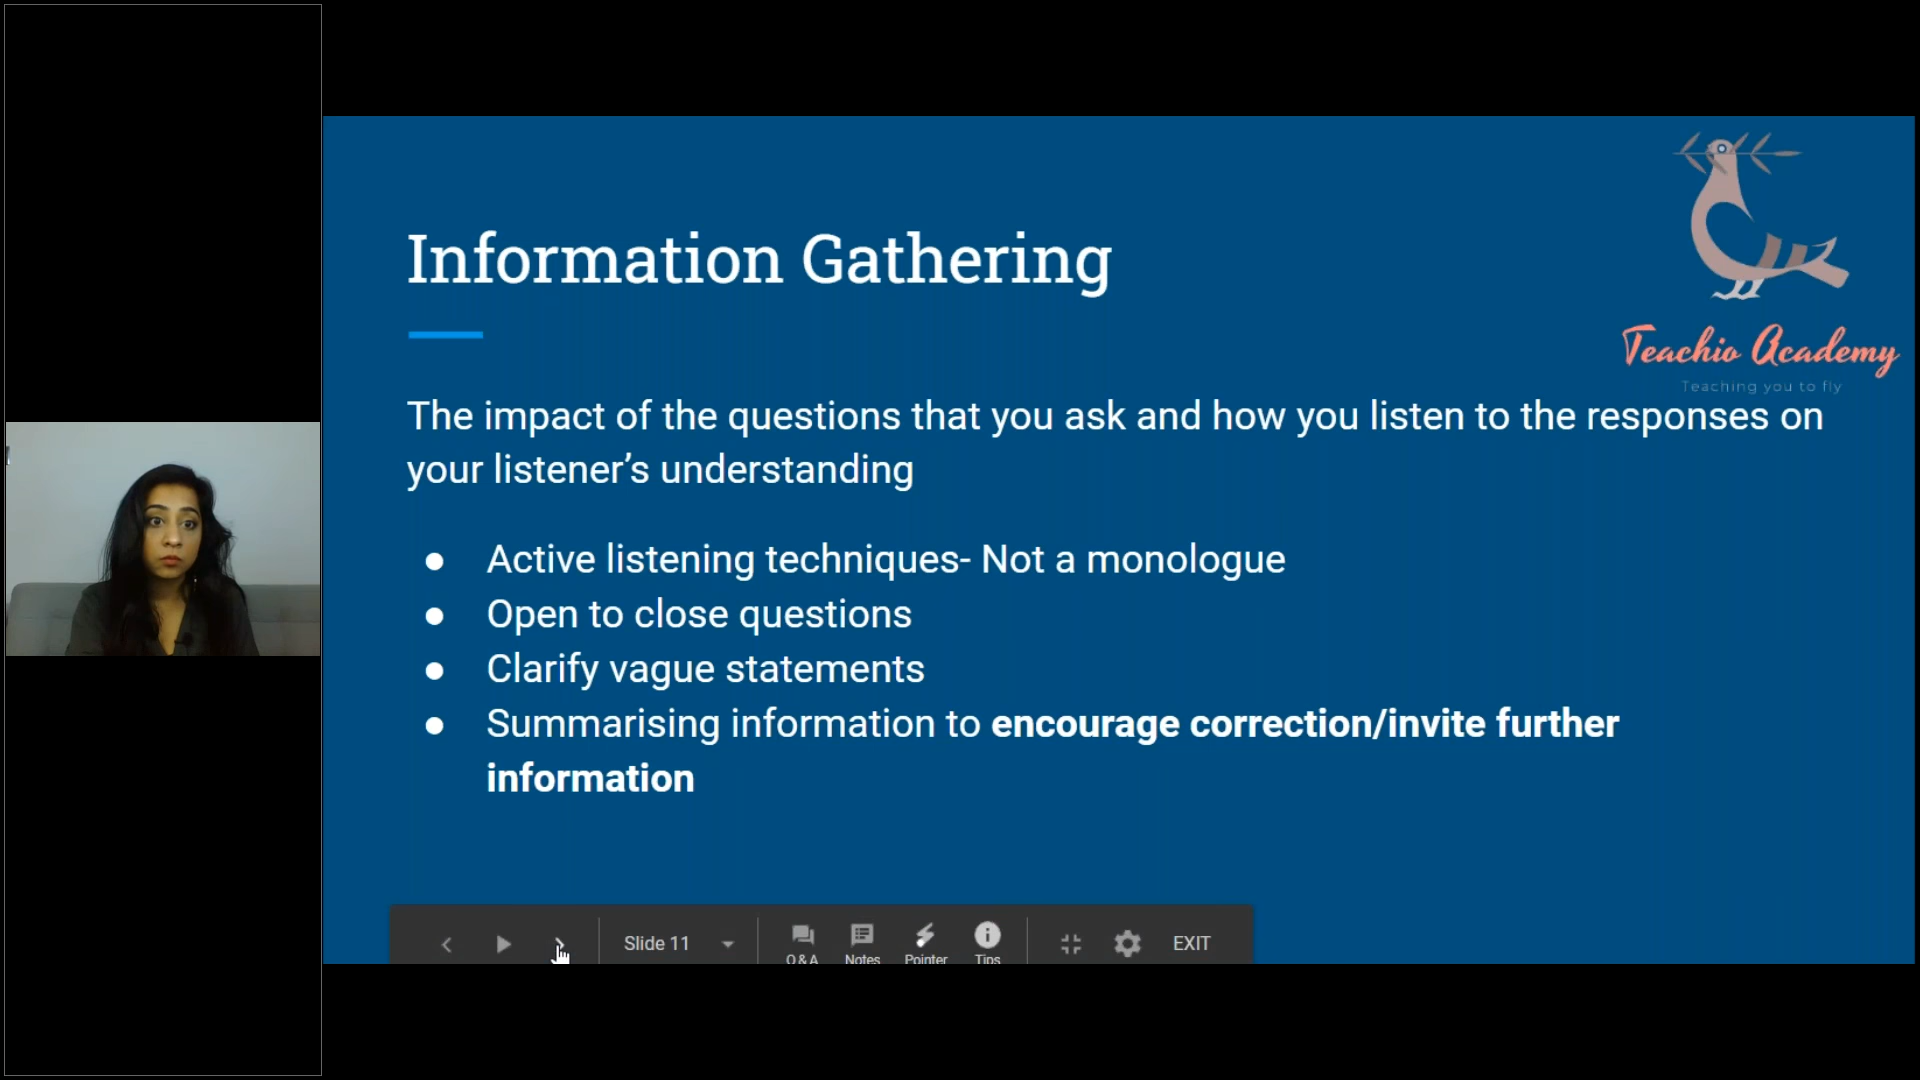 Teachio Academy
Teaching you to fly
Information Gathering
The impact of the questions that you ask and how you listen to the responses on
your listener’s understanding
● Active listening techniques- Not a monologue
● Open to close questions
● Clarify vague statements
● Summarising information to encourage correction/invite further
information
Slide 11
Q&A
Notes
Pointer
Tips
EXIT